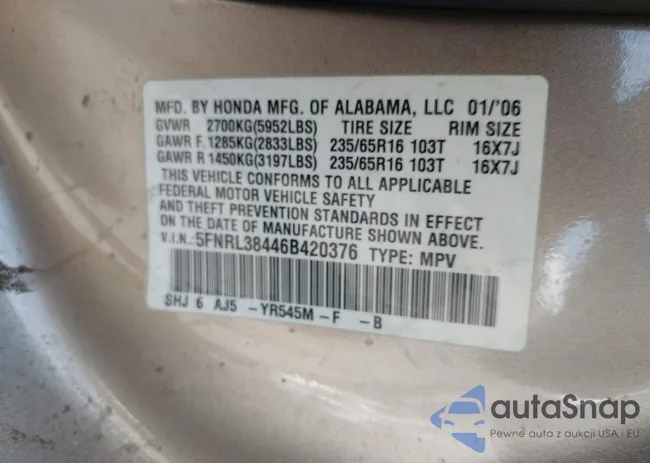 MFD. BY HONDA MFG. OF ALABAMA, LLC 01/'06
GVWR 2700KG(5952LBS) TIRE SIZE RIM SIZE
GAWR F 1285KG(2833LBS) 235/65R16 103T 16X7J
GAWR R 1450KG(3197LBS) 235/65R16 103T 16X7J
THIS VEHICLE CONFORMS TO ALL APPLICABLE
FEDERAL MOTOR VEHICLE SAFETY
AND THEFT PREVENTION STANDARDS IN EFFECT
ON THE DATE OF MANUFACTURE SHOWN ABOVE.
V.I.N.:5FNRL38446B420376 TYPE: MPV
SHJ 6 AJ5 -YR545M -F -B
autaSnap
Pewne auta z aukcji USA i EU